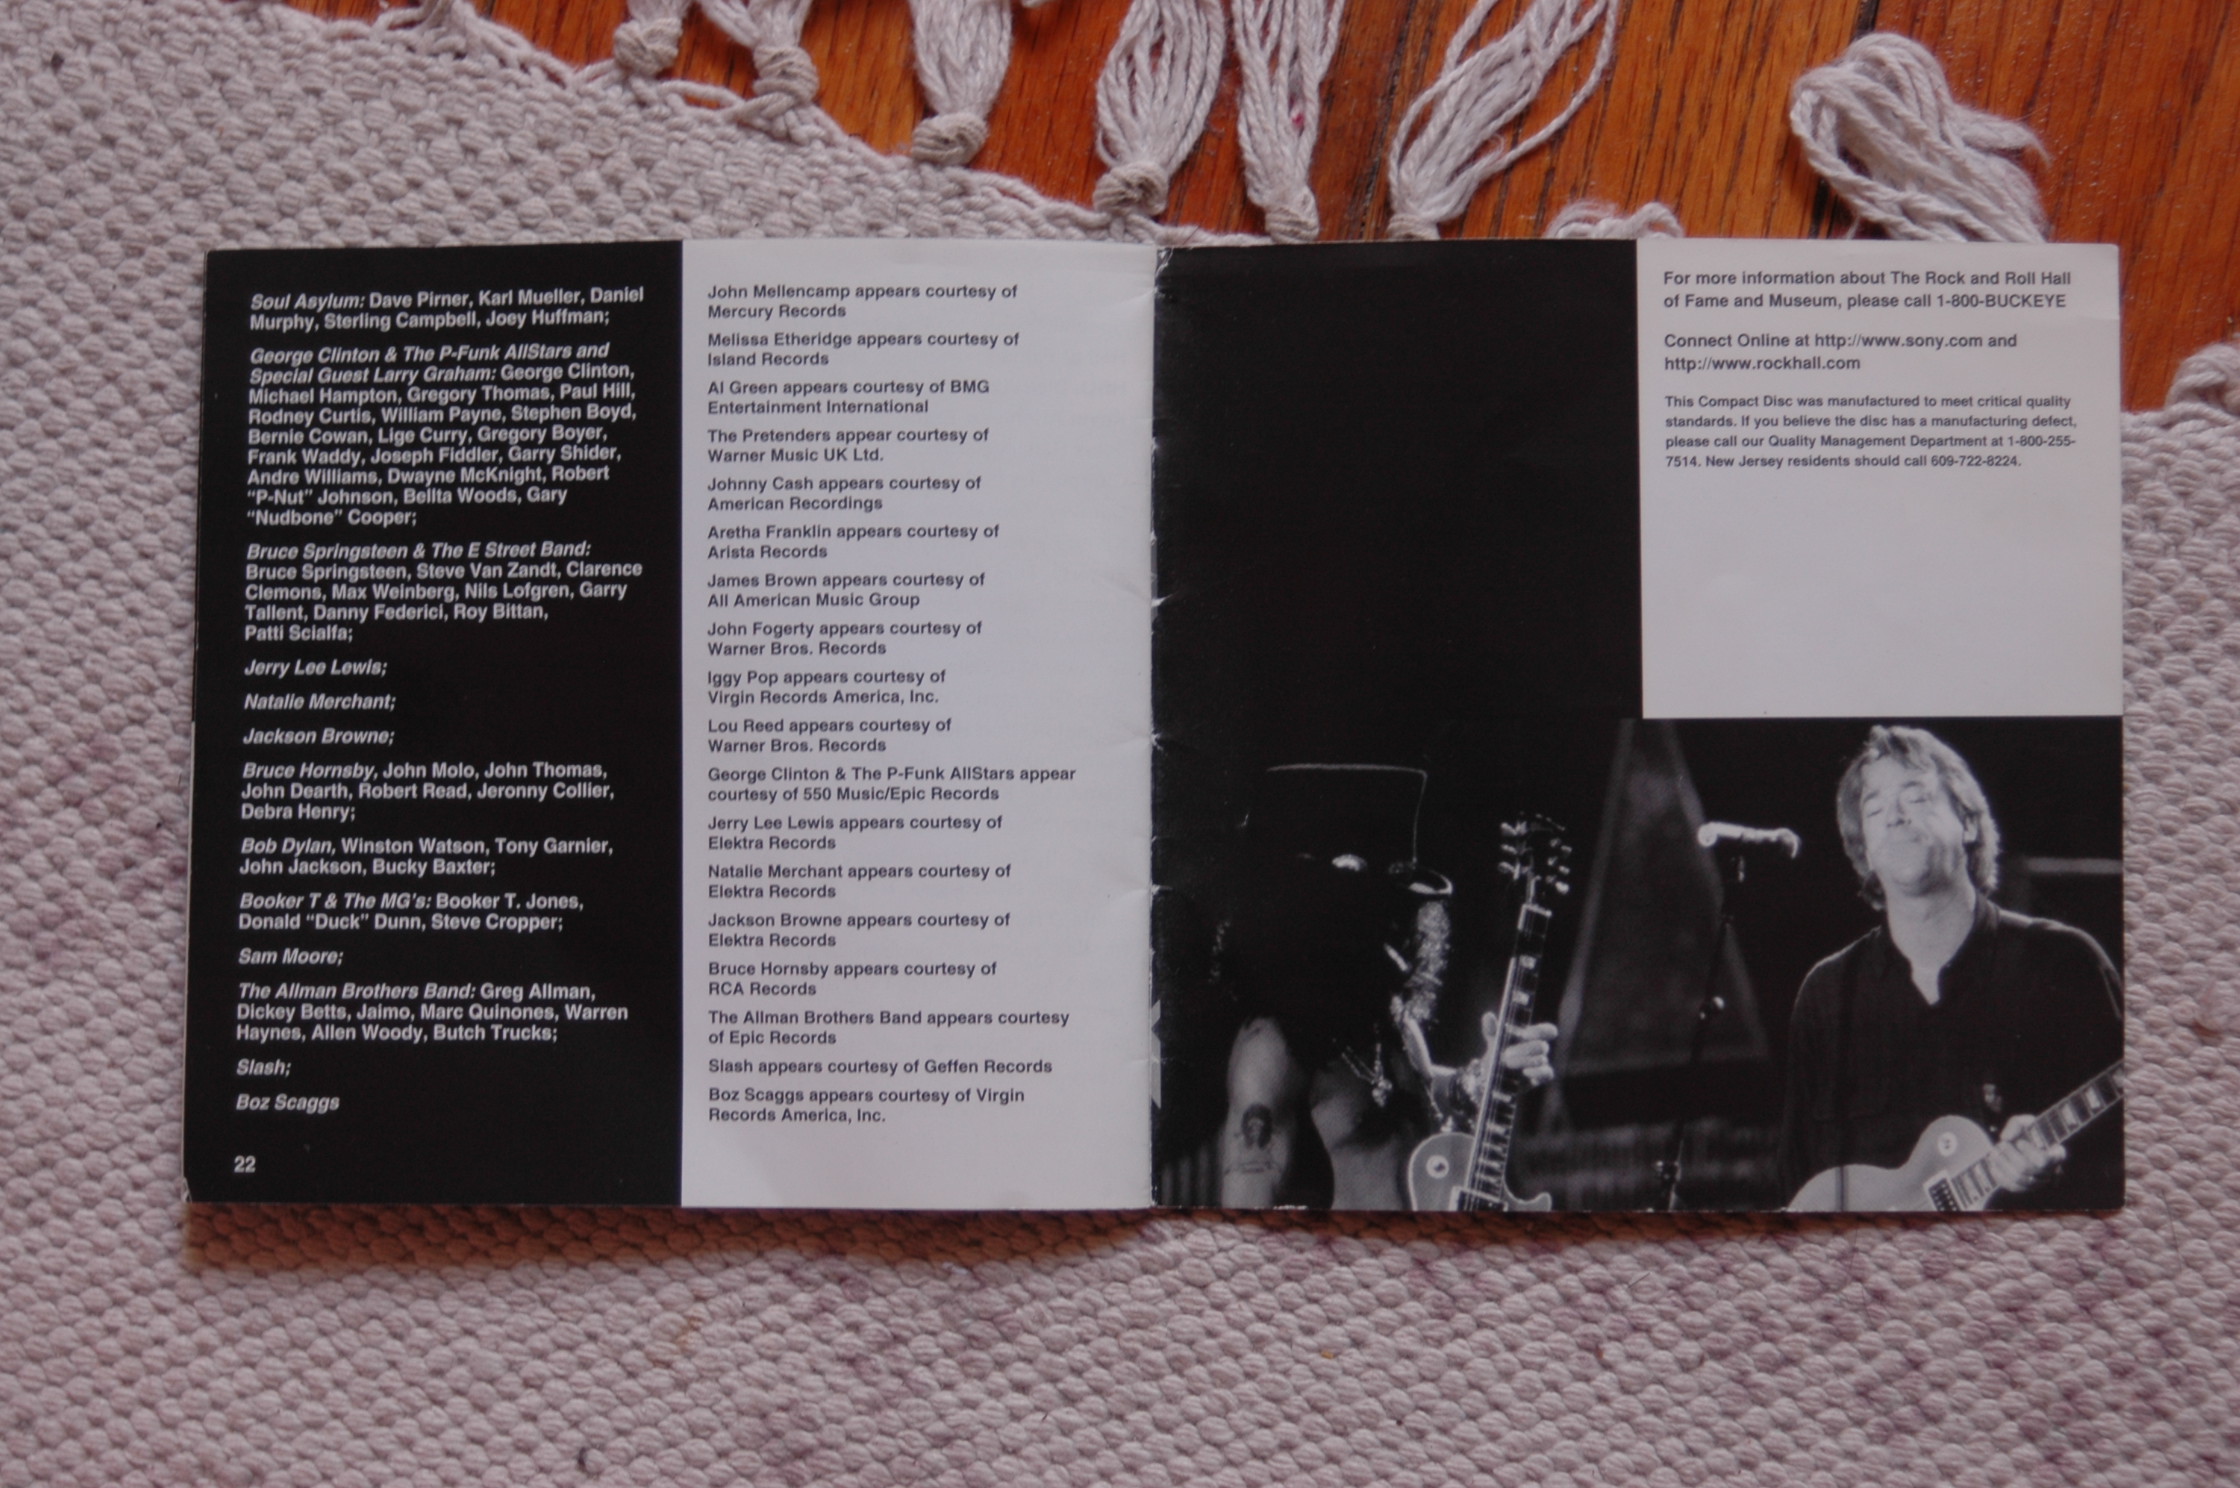 Soul Asylum: Dave Pirner, Karl Mueller, Daniel
Murphy, Sterling Campbell, Joey Huffman;
George Clinton & The P-Funk AllStars and
Special Guest Larry Graham: George Clinton,
Michael Hampton, Gregory Thomas, Paul Hill,
Rodney Curtis, William Payne, Stephen Boyd,
Bernie Cowan, Lige Curry, Gregory Boyer,
Frank Waddy, Joseph Fiddler, Garry Shider,
Andre Williams, Dwayne McKnight, Robert
“P-Nut” Johnson, Bellta Woods, Gary
“Nudbone” Cooper;
Bruce Springsteen & The E Street Band:
Bruce Springsteen, Steve Van Zandt, Clarence
Clemons, Max Weinberg, Nils Lofgren, Garry
Tallent, Danny Federici, Roy Bittan,
Patti Scialfa;
Jerry Lee Lewis;
Natalie Merchant;
Jackson Browne;
Bruce Hornsby, John Molo, John Thomas,
John Dearth, Robert Read, Jeronny Collier,
Debra Henry;
Bob Dylan, Winston Watson, Tony Garnier,
John Jackson, Bucky Baxter;
Booker T & The MG's: Booker T. Jones,
Donald “Duck” Dunn, Steve Cropper;
Sam Moore;
The Allman Brothers Band: Greg Allman,
Dickey Betts, Jaimo, Marc Quinones, Warren
Haynes, Allen Woody, Butch Trucks;
Slash;
Boz Scaggs
22
John Mellencamp appears courtesy of
Mercury Records
Melissa Etheridge appears courtesy of
Island Records
Al Green appears courtesy of BMG
Entertainment International
The Pretenders appear courtesy of
Warner Music UK Ltd.
Johnny Cash appears courtesy of
American Recordings
Aretha Franklin appears courtesy of
Arista Records
James Brown appears courtesy of
All American Music Group
John Fogerty appears courtesy of
Warner Bros. Records
Iggy Pop appears courtesy of
Virgin Records America, Inc.
Lou Reed appears courtesy of
Warner Bros. Records
George Clinton & The P-Funk AllStars appear
courtesy of 550 Music/Epic Records
Jerry Lee Lewis appears courtesy of
Elektra Records
Natalie Merchant appears courtesy of
Elektra Records
Jackson Browne appears courtesy of
Elektra Records
Bruce Hornsby appears courtesy of
RCA Records
The Allman Brothers Band appears courtesy
of Epic Records
Slash appears courtesy of Geffen Records
Boz Scaggs appears courtesy of Virgin
Records America, Inc.
For more information about The Rock and Roll Hall
of Fame and Museum, please call 1-800-BUCKEYE
Connect Online at http://www.sony.com and
http://www.rockhall.com
This Compact Disc was manufactured to meet critical quality
standards. If you believe the disc has a manufacturing defect,
please call our Quality Management Department at 1-800-255-
7514. New Jersey residents should call 609-722-8224.